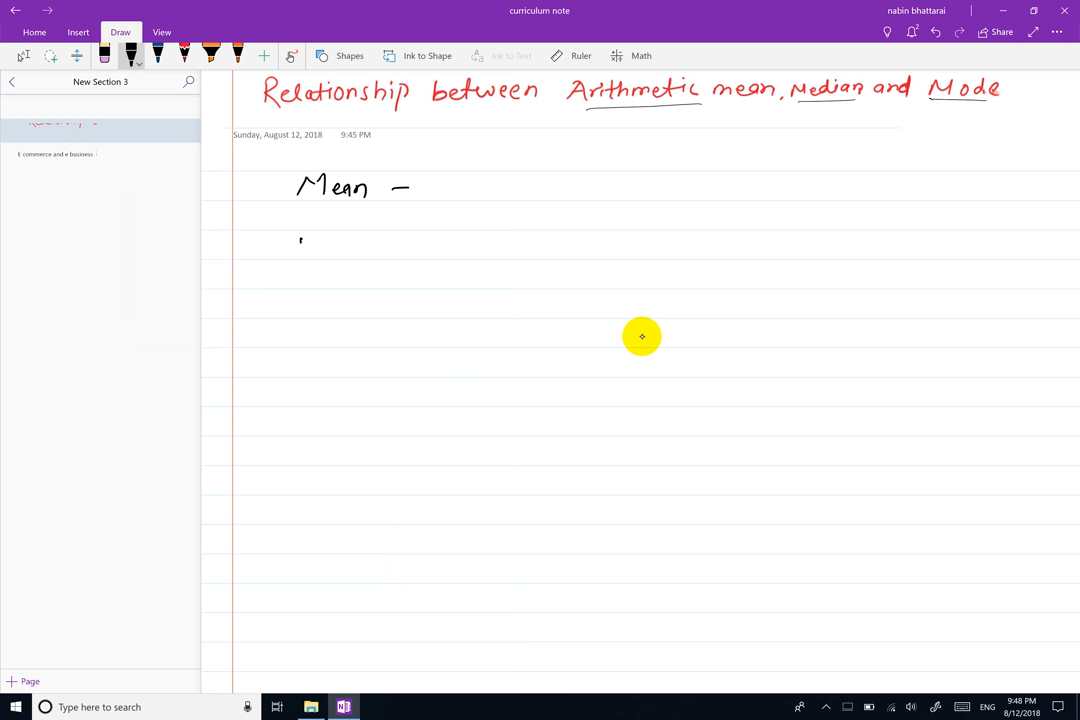 curriculum note
nabin bhattarai
Home Insert Draw View
Share
Shapes Ink to Shape Ink to Text Ruler Math
New Section 3
Relationship between Arithmetic mean, Median and Mode
Sunday, August 12, 2018 9:45 PM
E commerce and e business
Mean –
+ Page
Type here to search
ENG
9:48 PM
8/12/2018